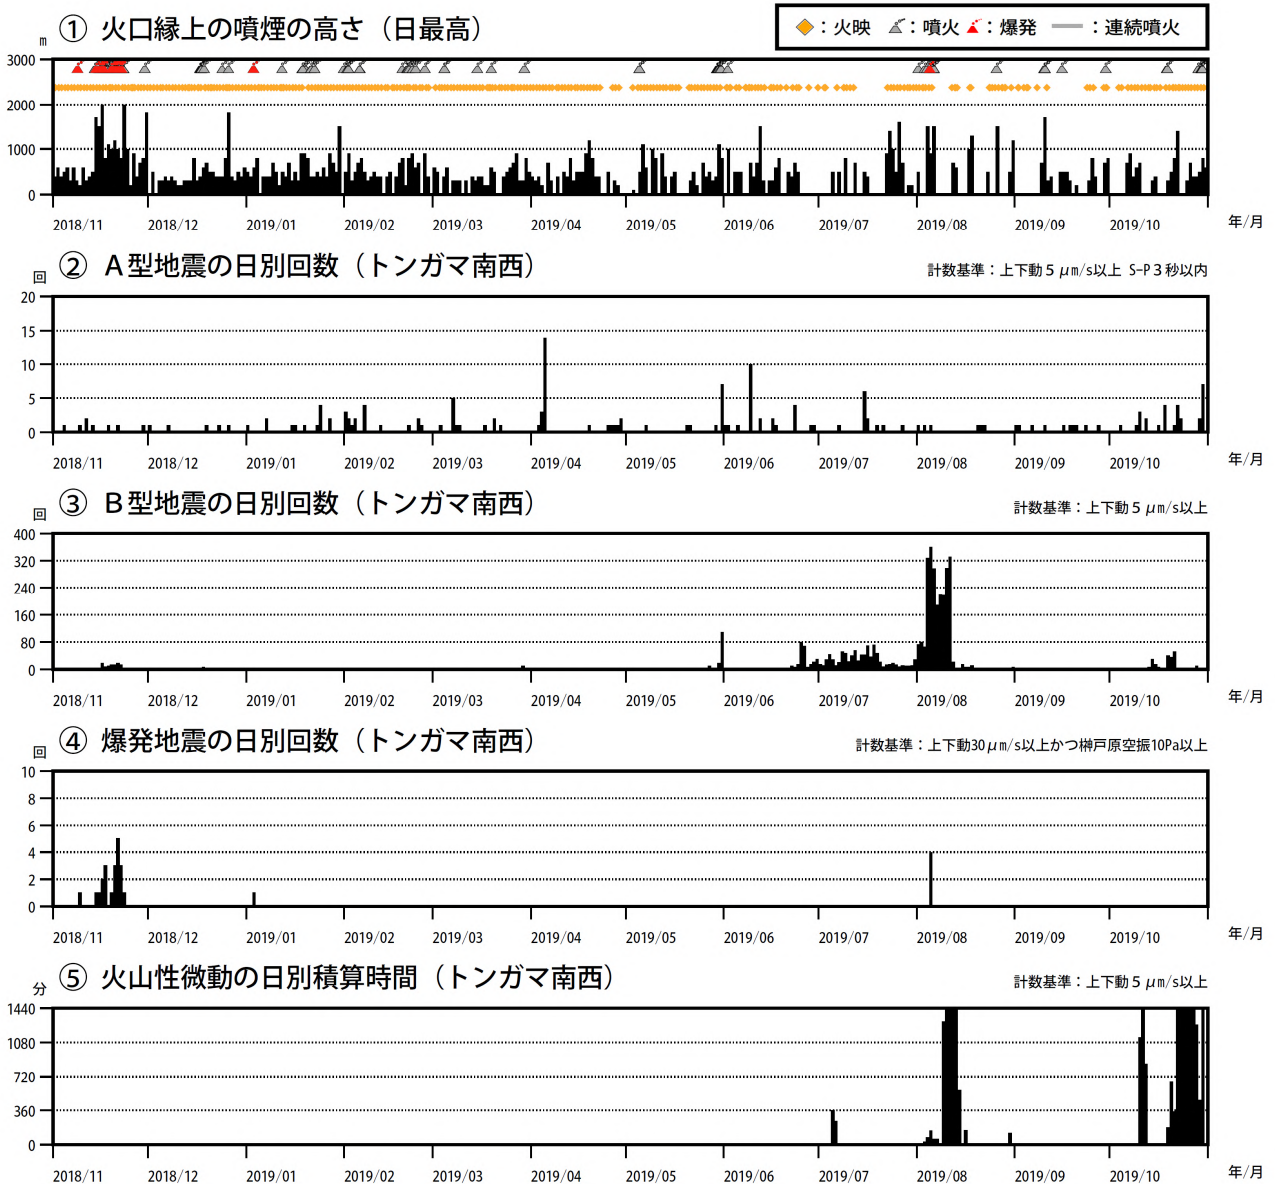 ① 火口縁上の噴煙の高さ（日最高）
：火映 ：噴火 ：爆発 ：連続噴火
m
3000
2000
1000
0
2018/11 2018/12 2019/01 2019/02 2019/03 2019/04 2019/05 2019/06 2019/07 2019/08 2019/09 2019/10 年/月
② A型地震の日別回数（トンガマ南西）
計数基準：上下動５μm/s以上 S-P３秒以内
回
20
15
10
5
0
2018/11 2018/12 2019/01 2019/02 2019/03 2019/04 2019/05 2019/06 2019/07 2019/08 2019/09 2019/10 年/月
③ B型地震の日別回数（トンガマ南西）
計数基準：上下動５μm/s以上
回
400
320
240
160
80
0
2018/11 2018/12 2019/01 2019/02 2019/03 2019/04 2019/05 2019/06 2019/07 2019/08 2019/09 2019/10 年/月
④ 爆発地震の日別回数（トンガマ南西）
計数基準：上下動30μm/s以上かつ榊戸原空振10Pa以上
回
10
8
6
4
2
0
2018/11 2018/12 2019/01 2019/02 2019/03 2019/04 2019/05 2019/06 2019/07 2019/08 2019/09 2019/10 年/月
⑤ 火山性微動の日別積算時間（トンガマ南西）
計数基準：上下動５μm/s以上
分
1440
1080
720
360
0
2018/11 2018/12 2019/01 2019/02 2019/03 2019/04 2019/05 2019/06 2019/07 2019/08 2019/09 2019/10 年/月